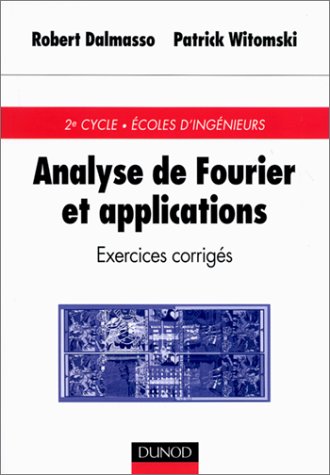 Robert Dalmasso Patrick Witomski
2e CYCLE • ÉCOLES D'INGÉNIEURS
Analyse de Fourier
et applications
Exercices corrigés
DUNOD